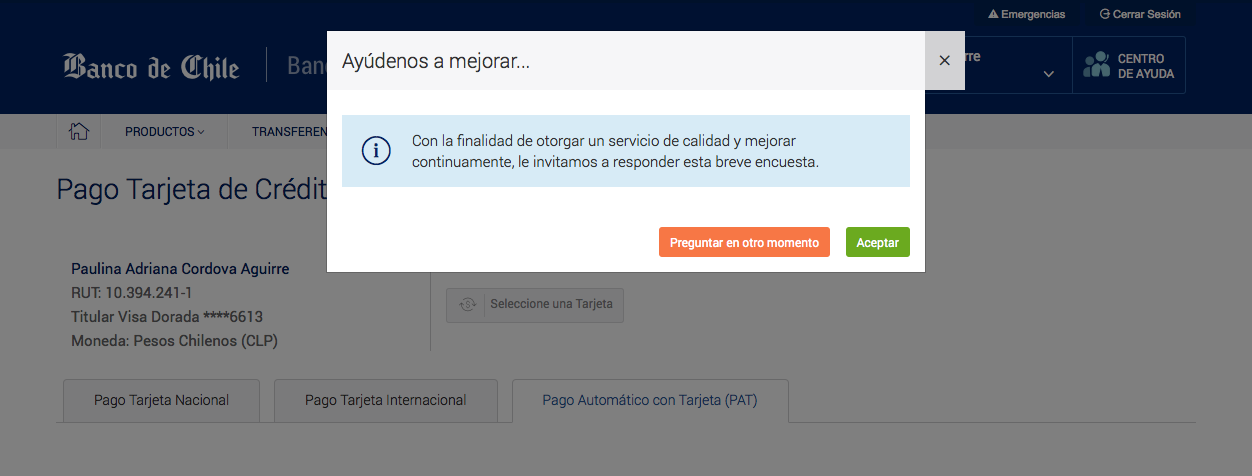 Emergencias
Cerrar Sesión
Banco de Chile
Ayúdenos a mejorar...
CENTRO
DE AYUDA
PRODUCTOS
Con la finalidad de otorgar un servicio de calidad y mejorar
continuamente, le invitamos a responder esta breve encuesta.
Pago Tarjeta de Crédit
Preguntar en otro momento
Aceptar
Paulina Adriana Cordova Aguirre
RUT: 10.394.241-1
Titular Visa Dorada ****6613
Moneda: Pesos Chilenos (CLP)
Seleccione una Tarjeta
Pago Tarjeta Nacional
Pago Tarjeta Internacional
Pago Automático con Tarjeta (PAT)